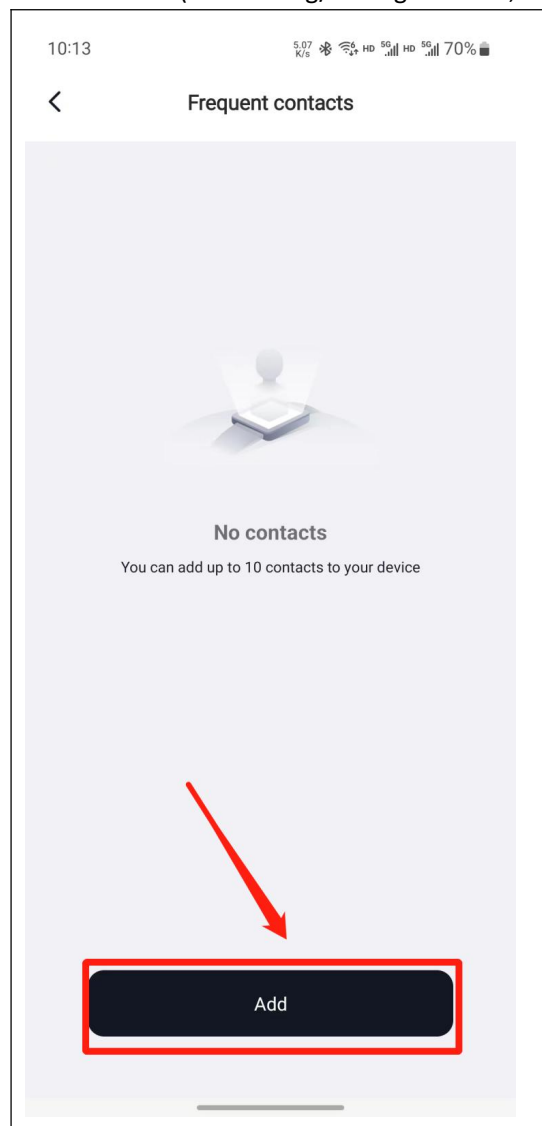 10:13 5.07 K/s HD 5G HD 5G 70%
Frequent contacts
No contacts
You can add up to 10 contacts to your device
Add